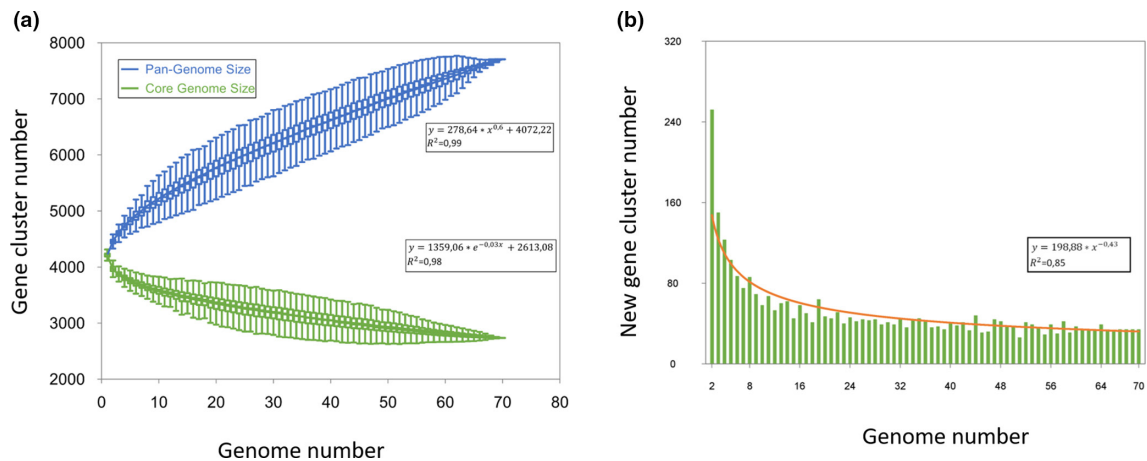 (a)
8000
7000
6000
5000
4000
3000
2000
Gene cluster number
Pan-Genome Size
Core Genome Size
y = 278,64 * x^0,6 + 4072,22
R²=0,99
y = 1359,06 * e^−0,03x + 2613,08
R²=0,98
0 10 20 30 40 50 60 70 80
Genome number
(b)
320
240
160
80
0
New gene cluster number
y = 198,88 * x^−0,43
R²=0,85
2 8 16 24 32 40 48 56 64 70
Genome number